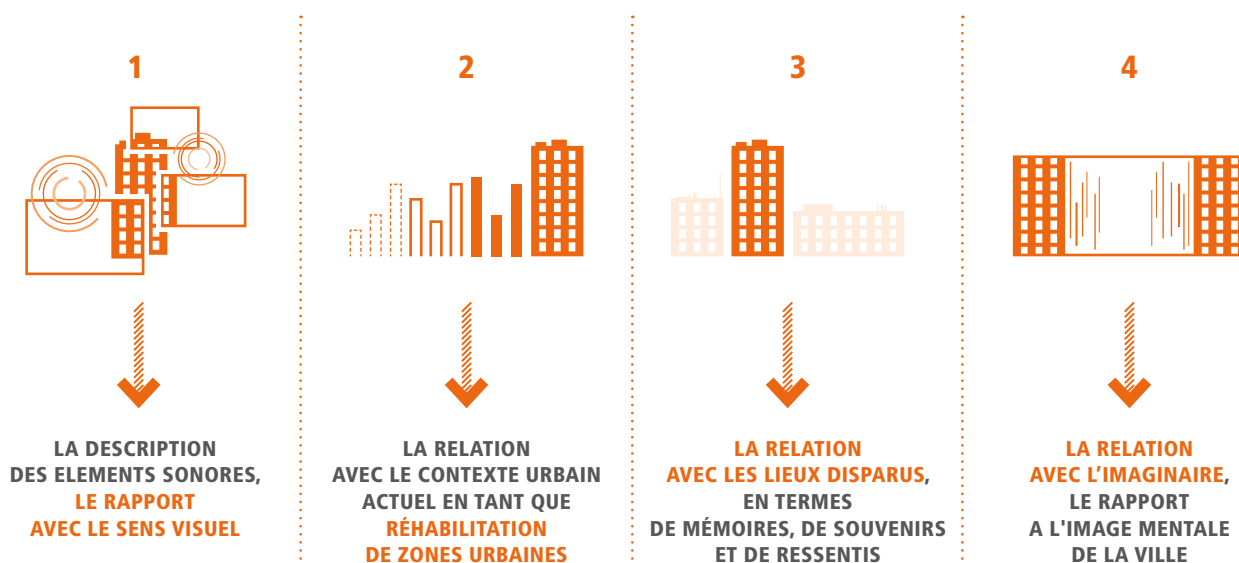 1
LA DESCRIPTION
DES ELEMENTS SONORES,
LE RAPPORT
AVEC LE SENS VISUEL
2
LA RELATION
AVEC LE CONTEXTE URBAIN
ACTUEL EN TANT QUE
RÉHABILITATION
DE ZONES URBAINES
3
LA RELATION
AVEC LES LIEUX DISPARUS,
EN TERMES
DE MÉMOIRES, DE SOUVENIRS
ET DE RESSENTIS
4
LA RELATION
AVEC L’IMAGINAIRE,
LE RAPPORT
A L'IMAGE MENTALE
DE LA VILLE